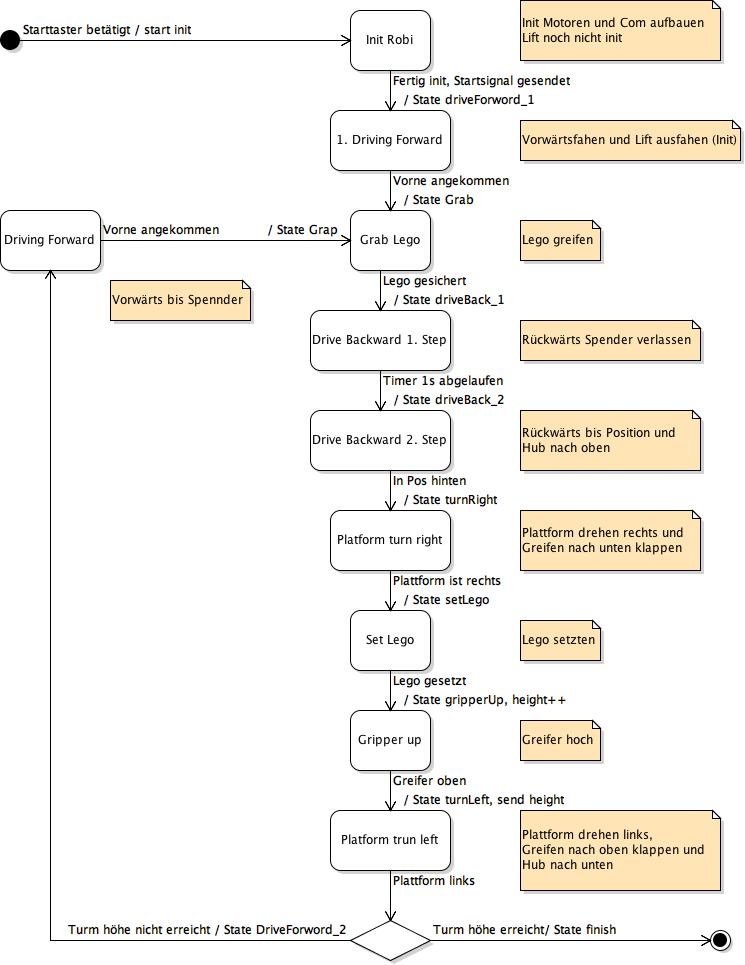 Starttaster betätigt / start init
Init Robi
Init Motoren und Com aufbauen
Lift noch nicht init
Fertig init, Startsignal gesendet
/ State driveForword_1
1. Driving Forward
Vorwärtsfahen und Lift ausfahen (Init)
Vorne angekommen
/ State Grab
Driving Forward
Vorne angekommen / State Grap
Grab Lego
Lego greifen
Vorwärts bis Spennder
Lego gesichert
/ State driveBack_1
Drive Backward 1. Step
Rückwärts Spender verlassen
Timer 1s abgelaufen
/ State driveBack_2
Drive Backward 2. Step
Rückwärts bis Position und
Hub nach oben
In Pos hinten
/ State turnRight
Platform turn right
Plattform drehen rechts und
Greifen nach unten klappen
Plattform ist rechts
/ State setLego
Set Lego
Lego setzten
Lego gesetzt
/ State gripperUp, height++
Gripper up
Greifer hoch
Greifer oben
/ State turnLeft, send height
Platform trun left
Plattform drehen links,
Greifen nach oben klappen und
Hub nach unten
Plattform links
Turm höhe nicht erreicht / State DriveForword_2
Turm höhe erreicht/ State finish